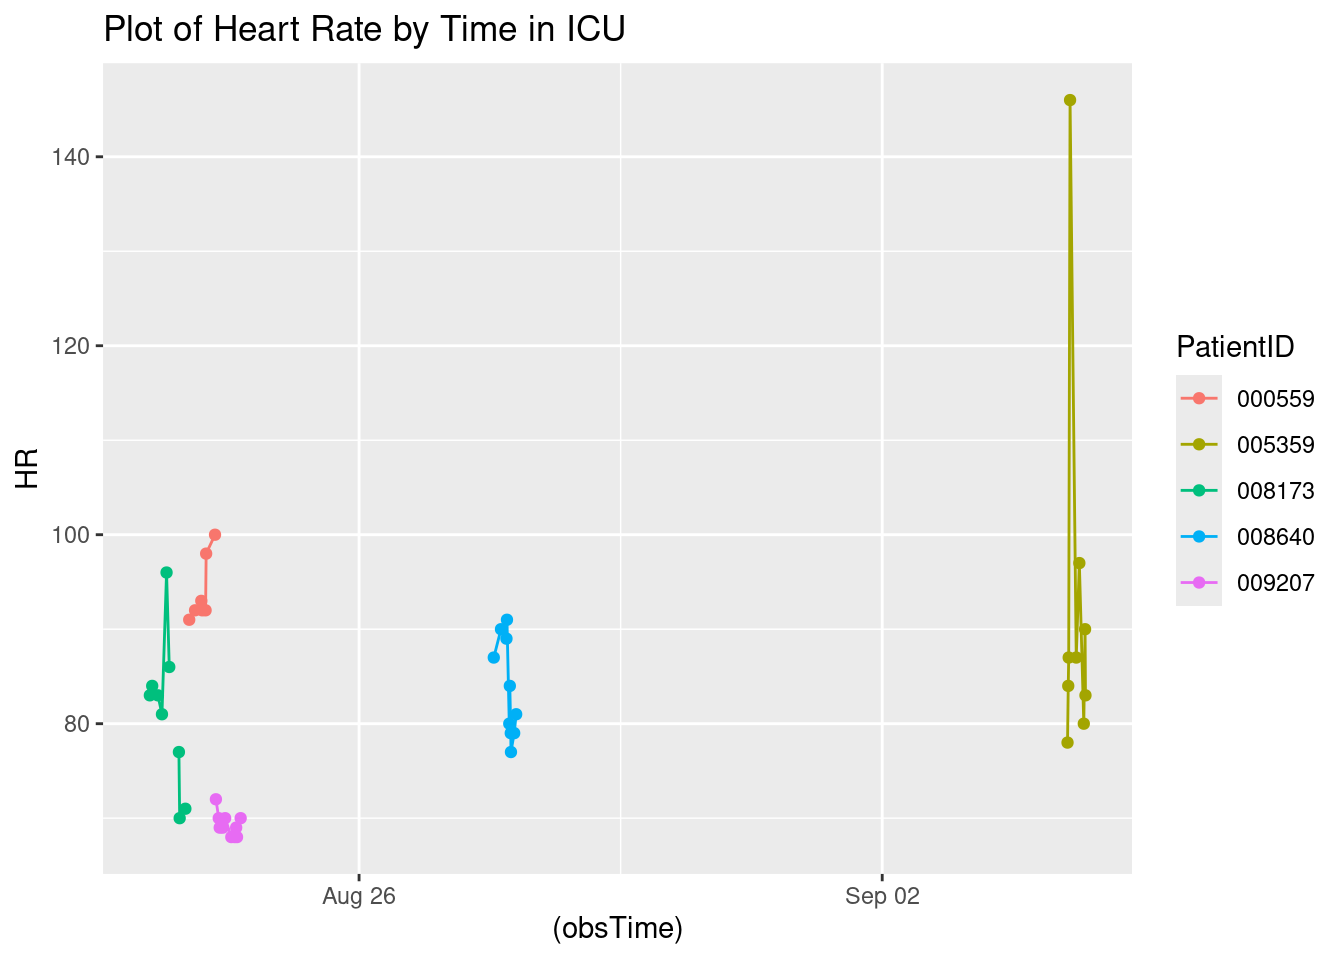 Plot of Heart Rate by Time in ICU
140
120
100
80
HR
Aug 26
Sep 02
(obsTime)
PatientID
000559
005359
008173
008640
009207